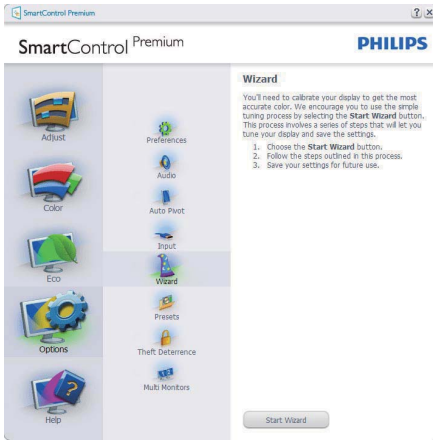 SmartControl Premium
SmartControl Premium
PHILIPS
Adjust
Color
Eco
Options
Help
Preferences
Audio
Auto Pivot
Input
Wizard
Presets
Theft Deterrence
Multi Monitors
Wizard
You'll need to calibrate your display to get the most
accurate color. We encourage you to use the simple
tuning process by selecting the Start Wizard button.
This process involves a series of steps that will let you
tune your display and save the settings.
1. Choose the Start Wizard button.
2. Follow the steps outlined in this process.
3. Save your settings for future use.
Start Wizard